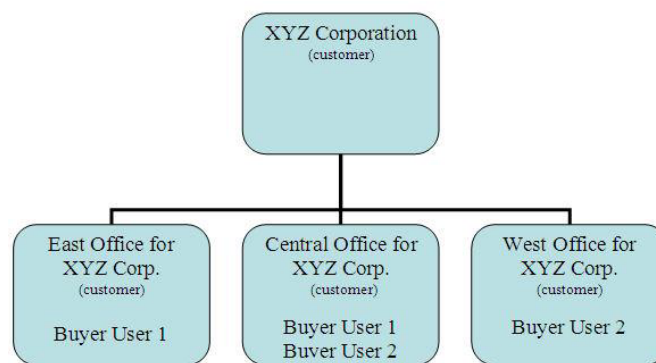 XYZ Corporation
(customer)
East Office for
XYZ Corp.
(customer)
Buyer User 1
Central Office for
XYZ Corp.
(customer)
Buyer User 1
Buyer User 2
West Office for
XYZ Corp.
(customer)
Buyer User 2